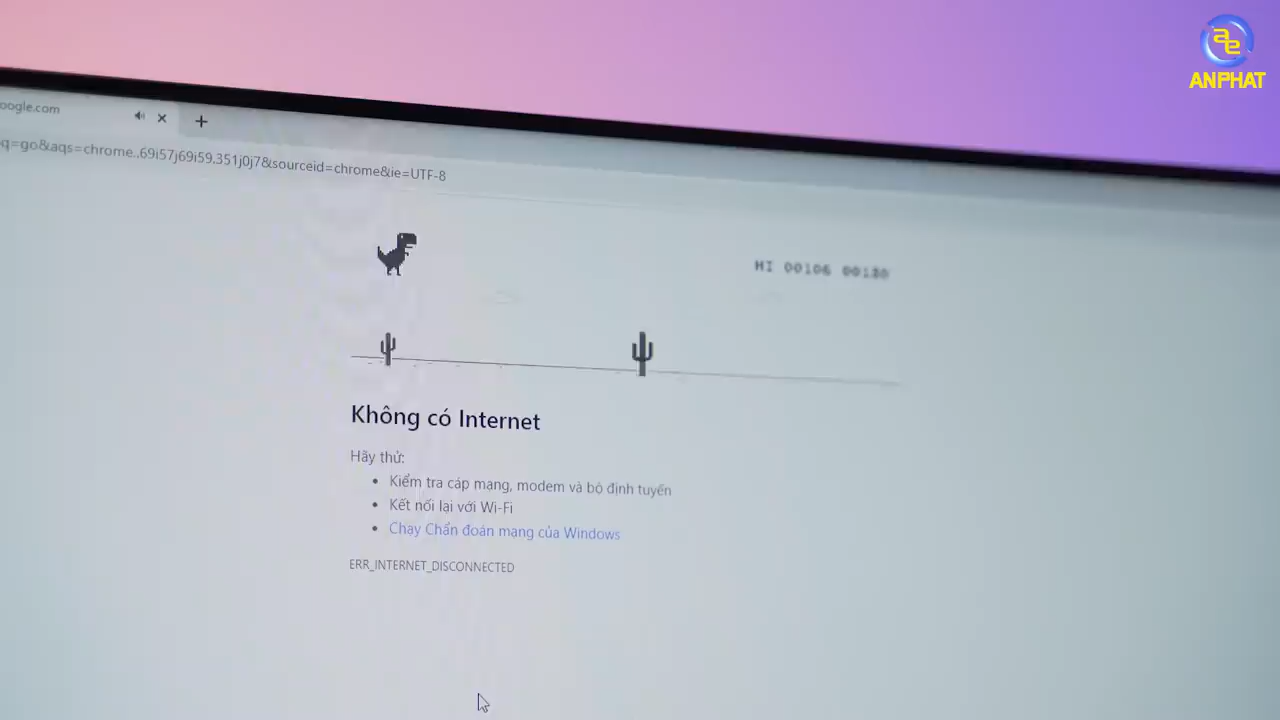 ae
ANPHAT
oogle.com
q=go&aqs=chrome..69i57j69i59.351j0j7&sourceid=chrome&ie=UTF-8
HI 00106 00180
Không có Internet
Hãy thử:
Kiểm tra cáp mạng, modem và bộ định tuyến
Kết nối lại với Wi-Fi
Chạy Chẩn đoán mạng của Windows
ERR_INTERNET_DISCONNECTED